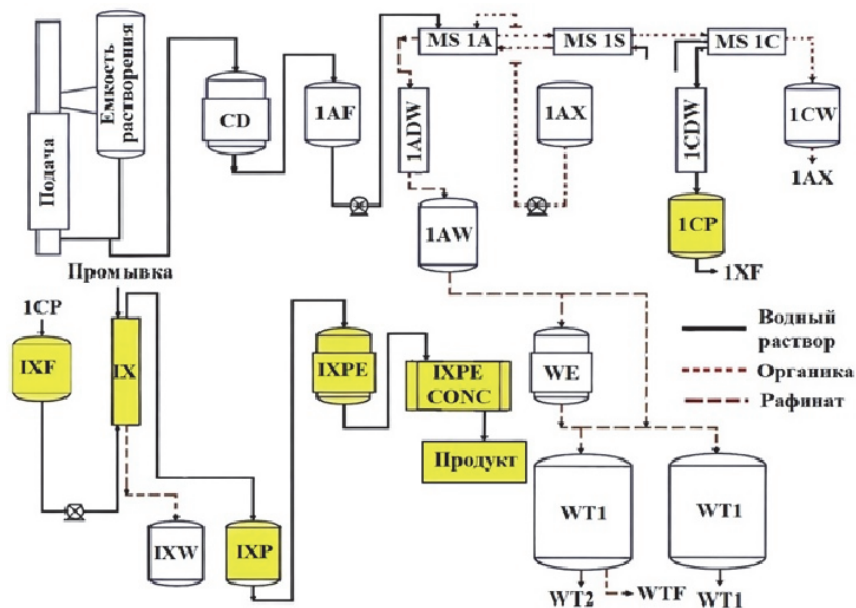 MS 1A
MS 1S
MS 1C
Емкость
растворения
Подача
CD
1AF
1ADW
1AX
1CDW
1CW
1AX
1AW
1CP
1XF
Промывка
1CP
IXF
IX
IXPE
IXPE
CONC
WE
Водный
раствор
Органика
Рафинат
Продукт
IXW
IXP
WT1
WT1
WT2
WTF
WT1